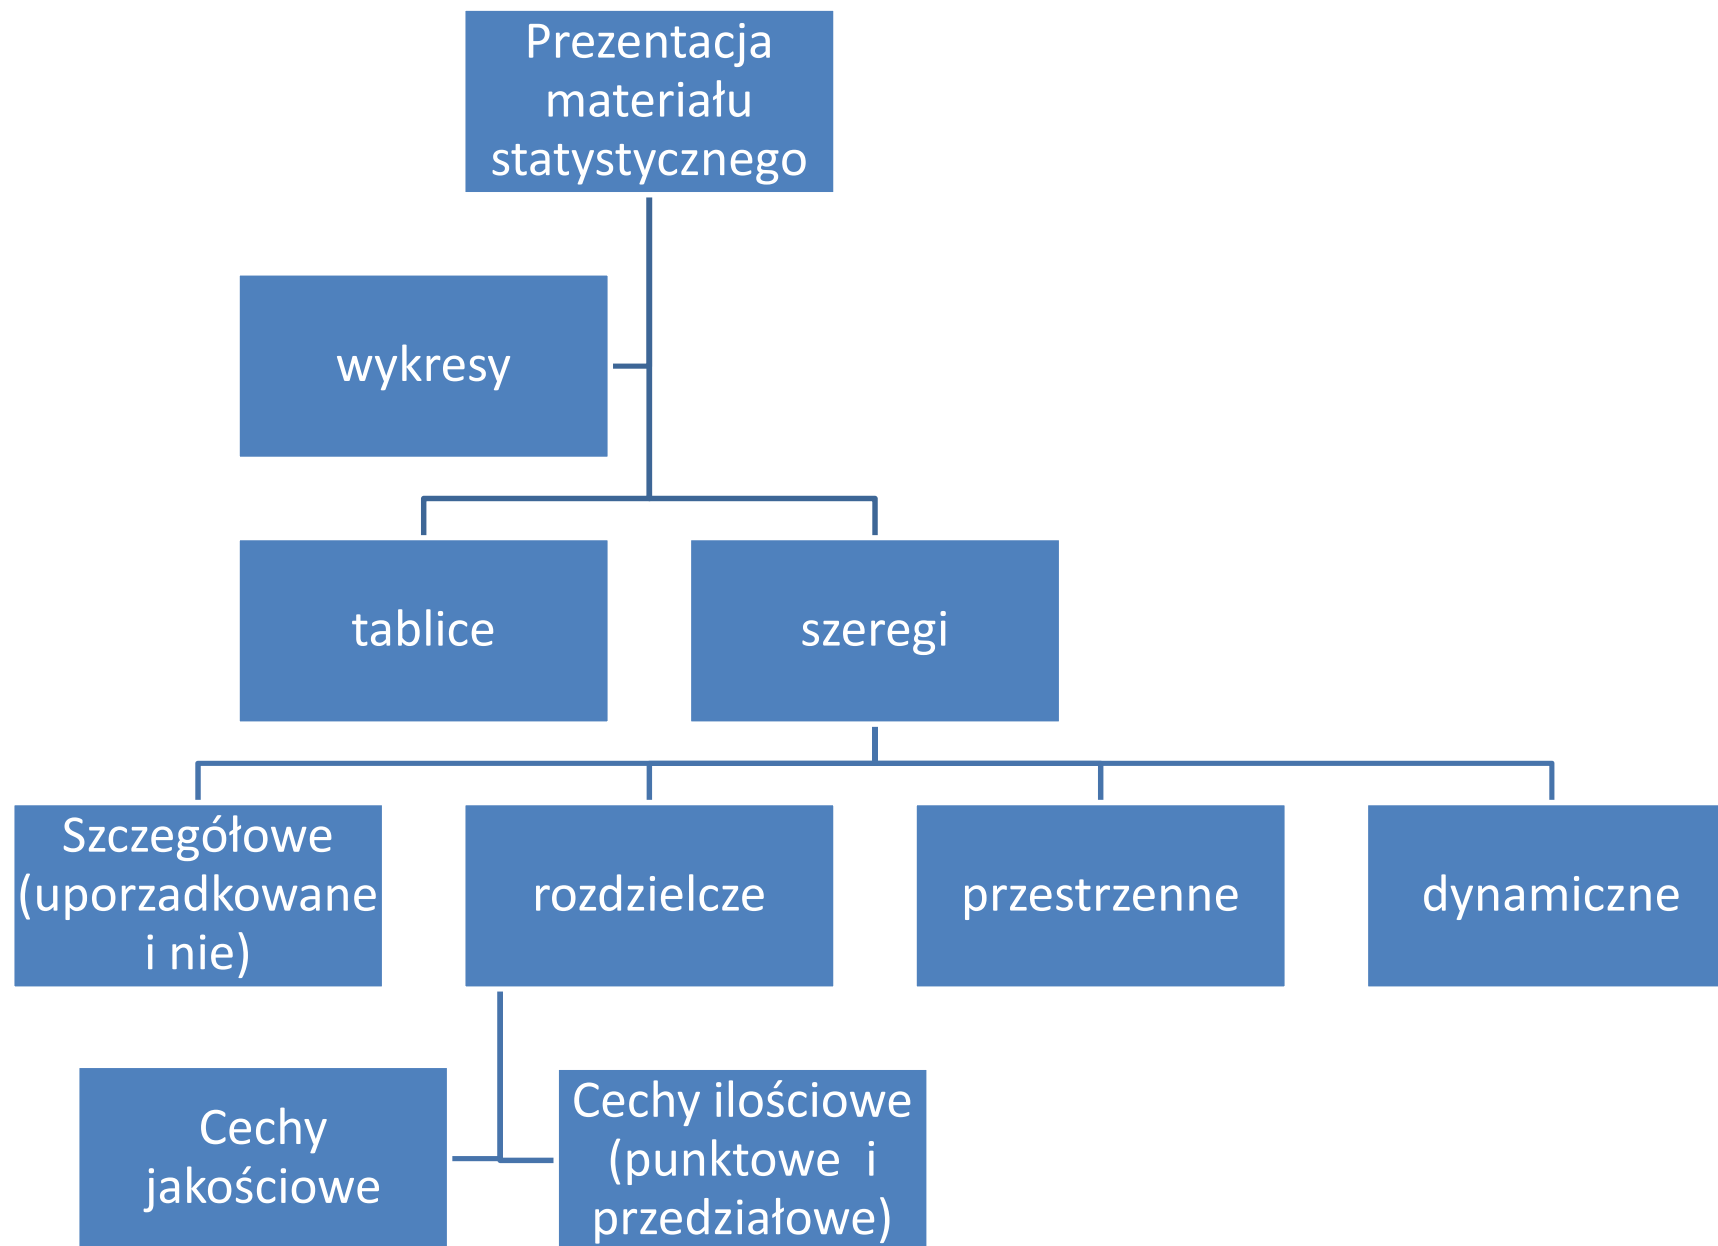 Prezentacja
materiału
statystycznego
wykresy
tablice
szeregi
Szczegółowe
(uporzadkowane
i nie)
rozdzielcze
przestrzenne
dynamiczne
Cechy
jakościowe
Cechy ilościowe
(punktowe i
przedziałowe)